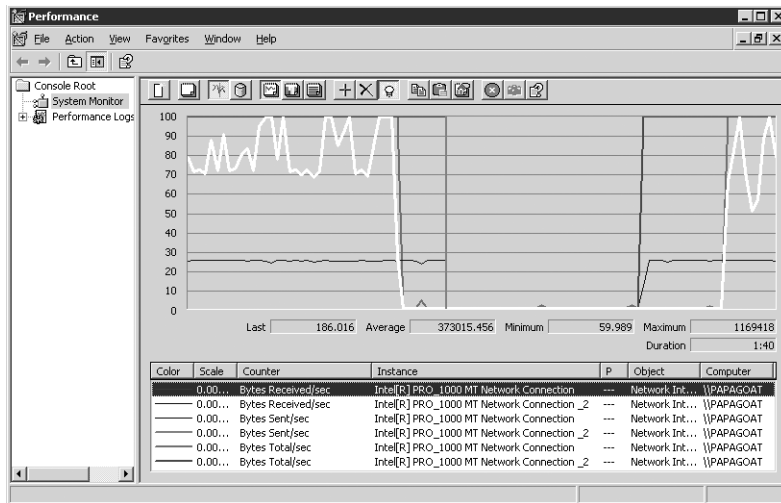 Performance
File Action View Favorites Window Help
Console Root
System Monitor
Performance Logs
100
90
80
70
60
50
40
30
20
10
0
Last 186.016 Average 373015.456 Minimum 59.989 Maximum 1169418
Duration 1:40
Color Scale Counter Instance P Object Computer
0.00... Bytes Received/sec Intel[R] PRO_1000 MT Network Connection --- Network Int... \\PAPAGOAT
0.00... Bytes Received/sec Intel[R] PRO_1000 MT Network Connection _2 --- Network Int... \\PAPAGOAT
0.00... Bytes Sent/sec Intel[R] PRO_1000 MT Network Connection --- Network Int... \\PAPAGOAT
0.00... Bytes Sent/sec Intel[R] PRO_1000 MT Network Connection _2 --- Network Int... \\PAPAGOAT
0.00... Bytes Total/sec Intel[R] PRO_1000 MT Network Connection --- Network Int... \\PAPAGOAT
0.00... Bytes Total/sec Intel[R] PRO_1000 MT Network Connection _2 --- Network Int... \\PAPAGOAT